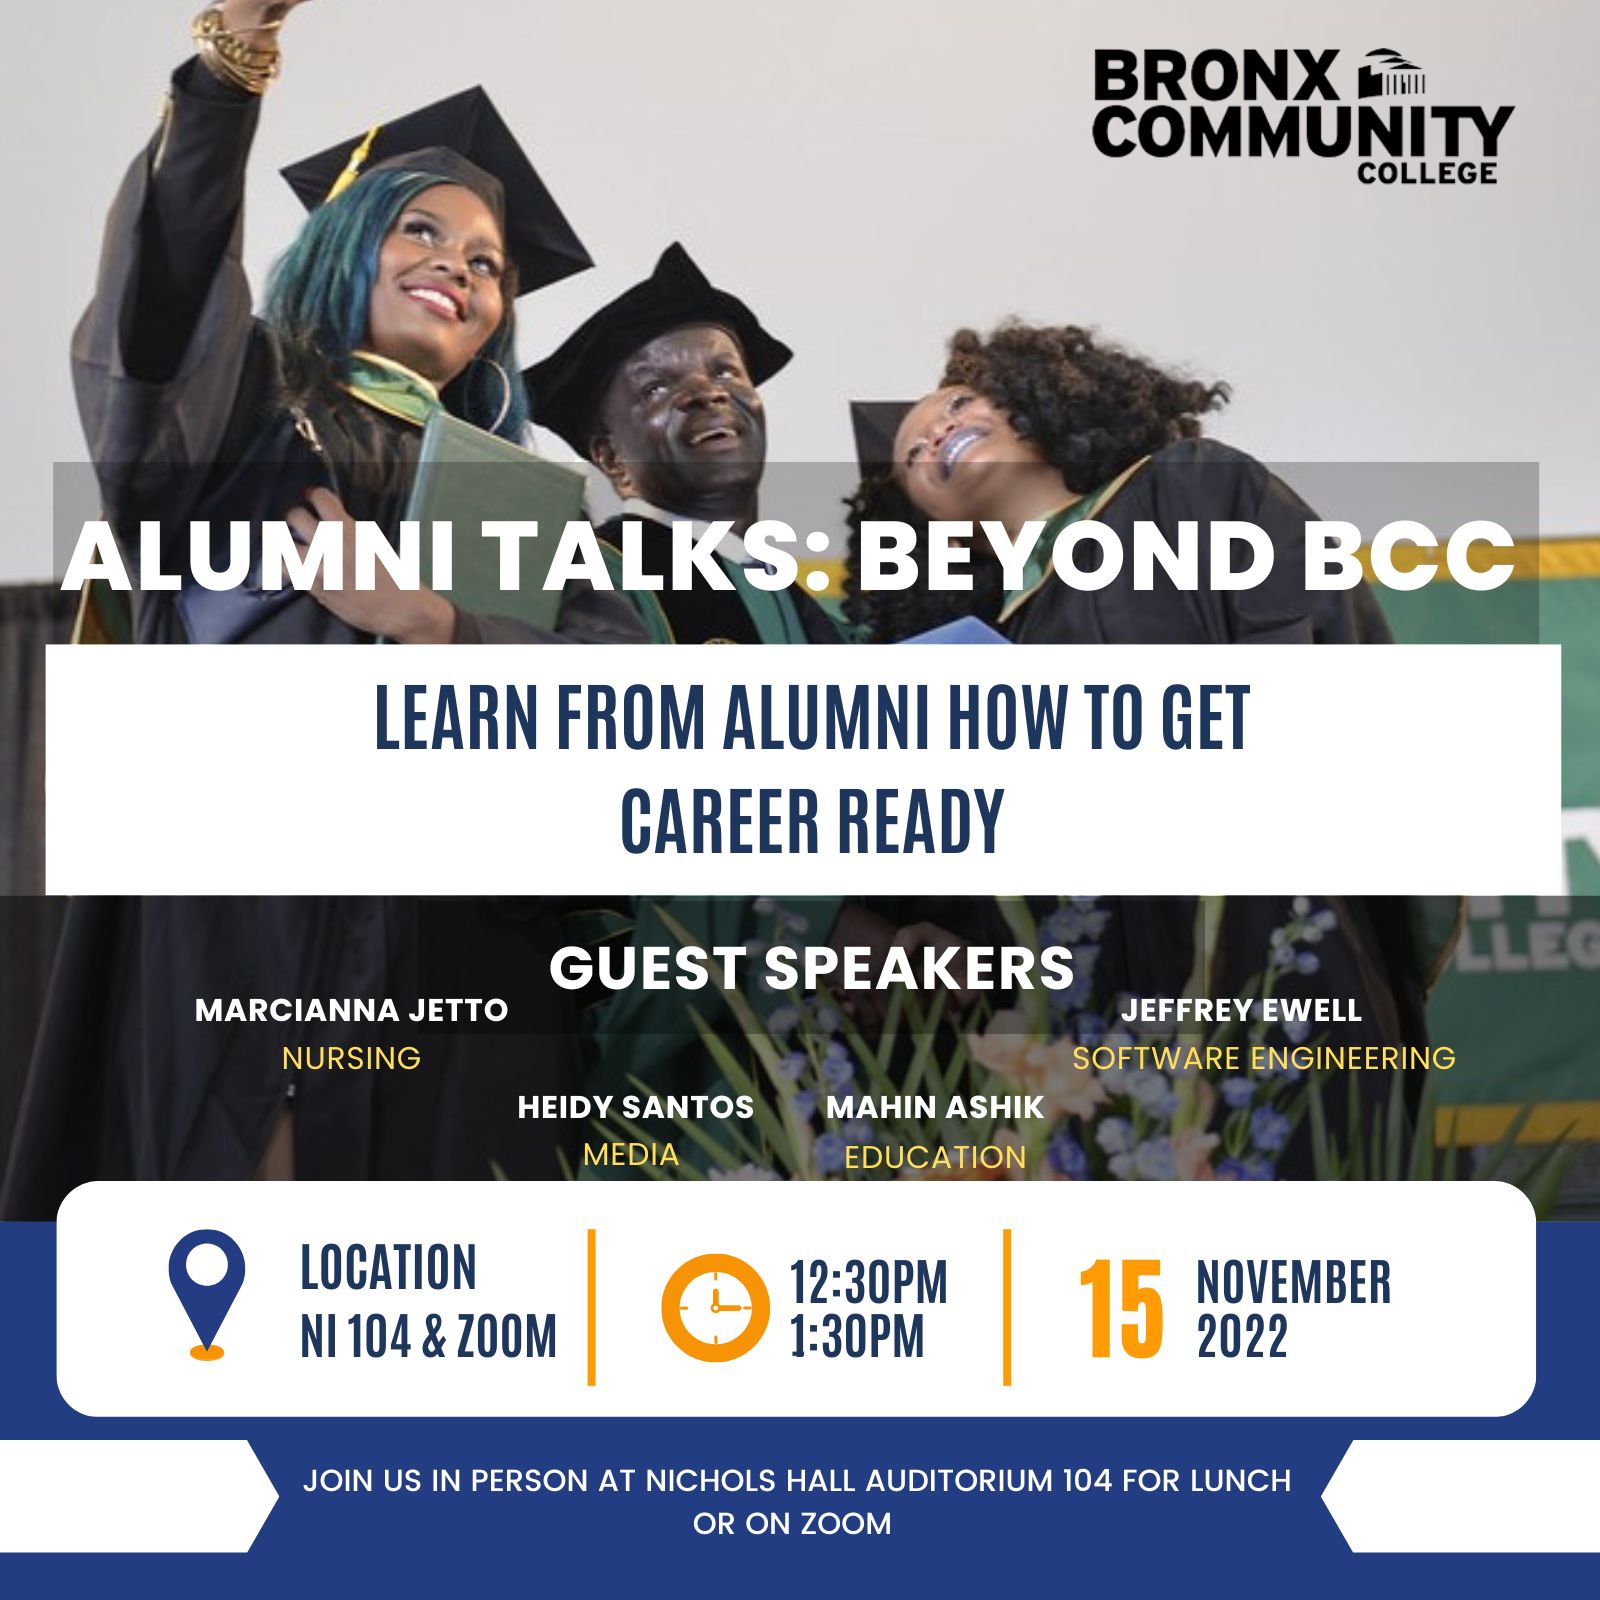 BRONX
COMMUNITY
COLLEGE
ALUMNI TALKS: BEYOND BCC
LEARN FROM ALUMNI HOW TO GET
CAREER READY
LLEG
GUEST SPEAKERS
MARCIANNA JETTO
NURSING
JEFFREY EWELL
SOFTWARE ENGINEERING
HEIDY SANTOS
MEDIA
MAHIN ASHIK
EDUCATION
LOCATION
NI 104 & ZOOM
12:30PM
1:30PM
15
NOVEMBER
2022
JOIN US IN PERSON AT NICHOLS HALL AUDITORIUM 104 FOR LUNCH
OR ON ZOOM